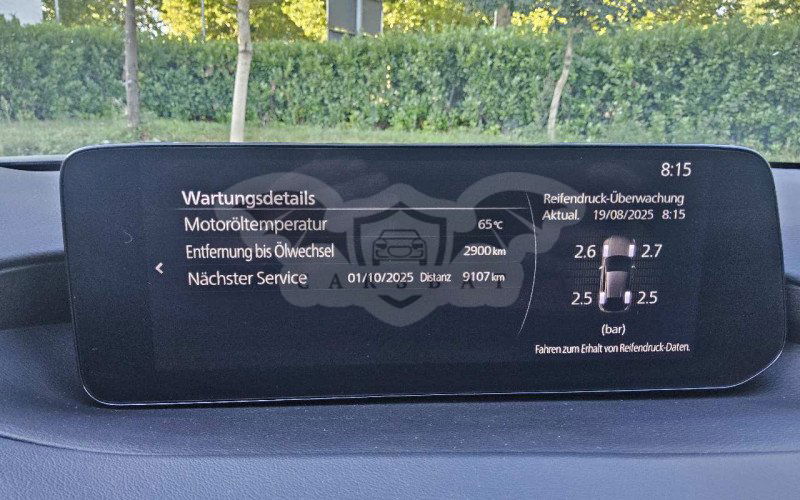 8:15
Wartungsdetails
Motoröltemperatur 65°C
Entfernung bis Ölwechsel 2900 km
Nächster Service 01/10/2025 Distanz 9107 km
Reifendruck-Überwachung
Aktual. 19/08/2025 8:15
2.6 2.7
2.5 2.5
(bar)
Fahren zum Erhalt von Reifendruck-Daten.
CARSBAT